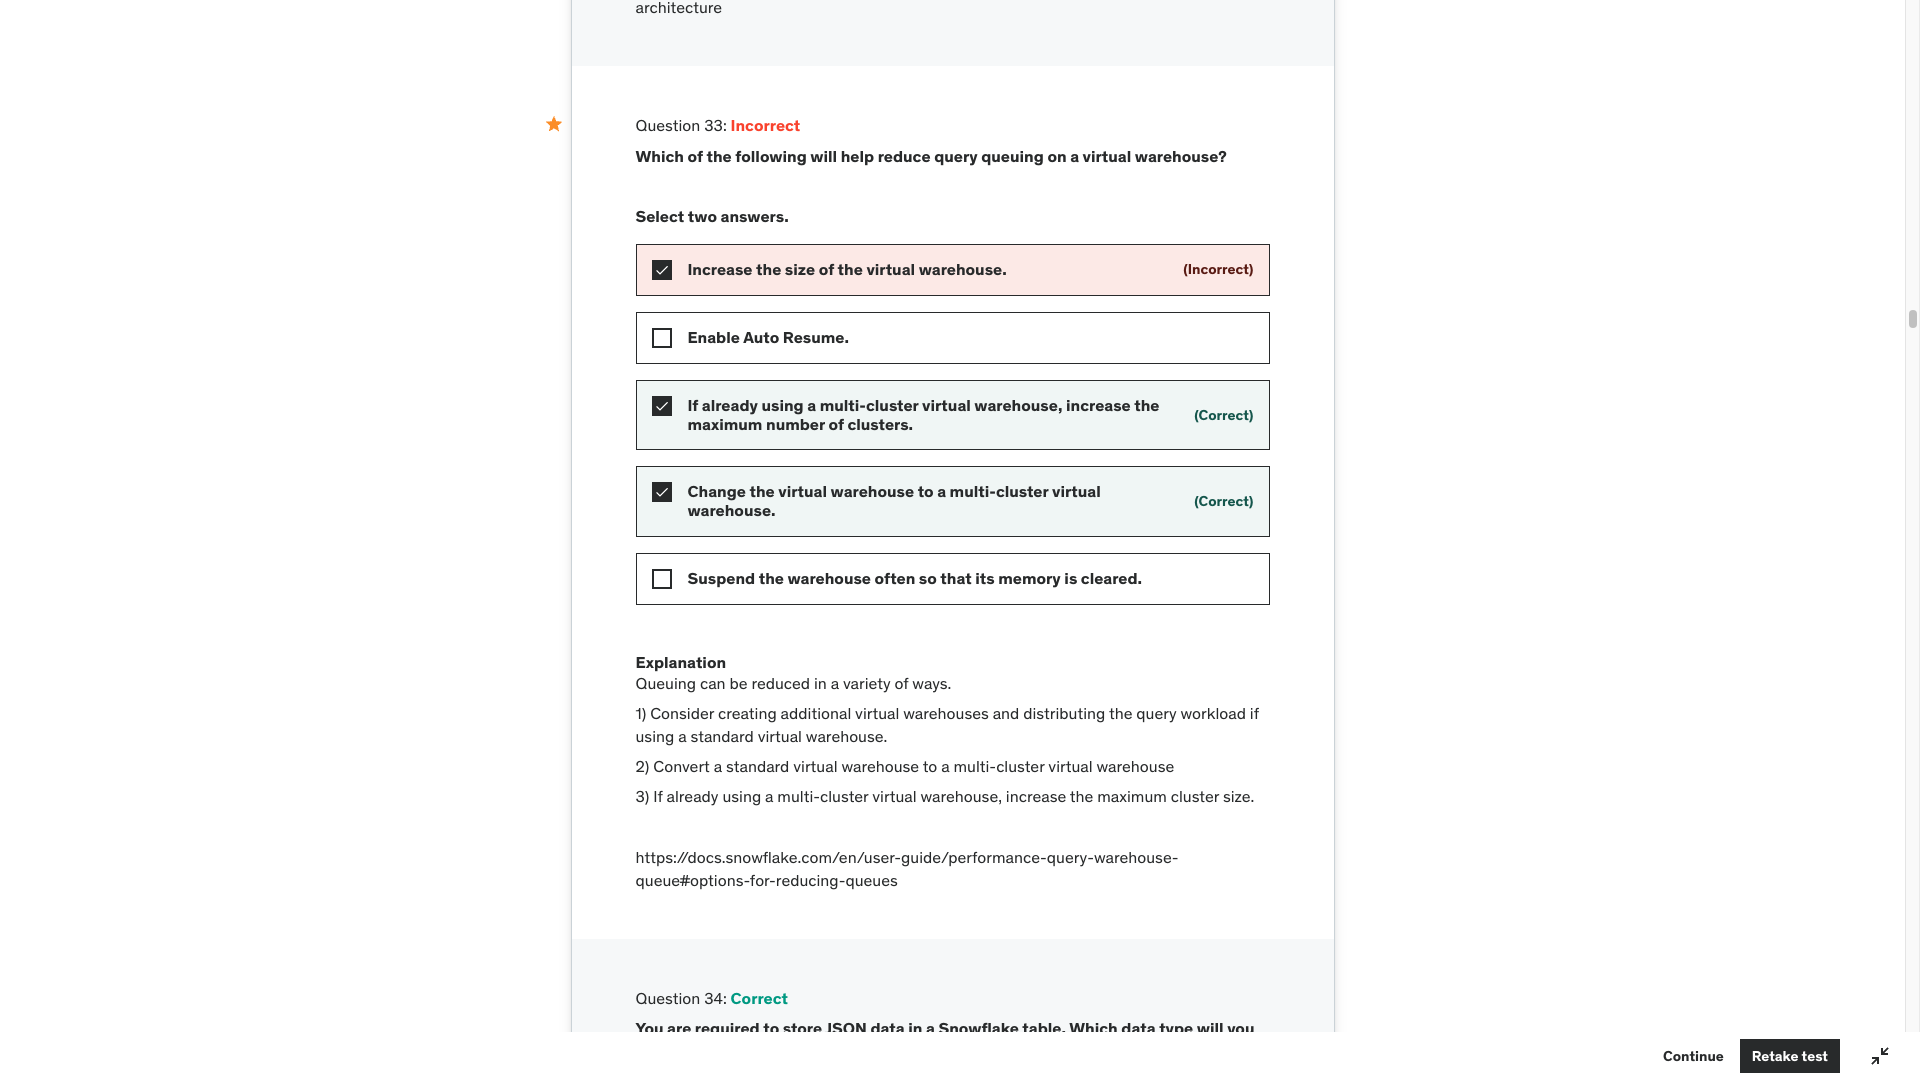 architecture
Question 33: Incorrect
Which of the following will help reduce query queuing on a virtual warehouse?
Select two answers.
Increase the size of the virtual warehouse.
(Incorrect)
Enable Auto Resume.
If already using a multi-cluster virtual warehouse, increase the
maximum number of clusters.
(Correct)
Change the virtual warehouse to a multi-cluster virtual
warehouse.
(Correct)
Suspend the warehouse often so that its memory is cleared.
Explanation
Queuing can be reduced in a variety of ways.
1) Consider creating additional virtual warehouses and distributing the query workload if
using a standard virtual warehouse.
2) Convert a standard virtual warehouse to a multi-cluster virtual warehouse
3) If already using a multi-cluster virtual warehouse, increase the maximum cluster size.
https://docs.snowflake.com/en/user-guide/performance-query-warehouse-
queue#options-for-reducing-queues
Question 34: Correct
You are required to store JSON data in a Snowflake table. Which data type will you
Continue
Retake test